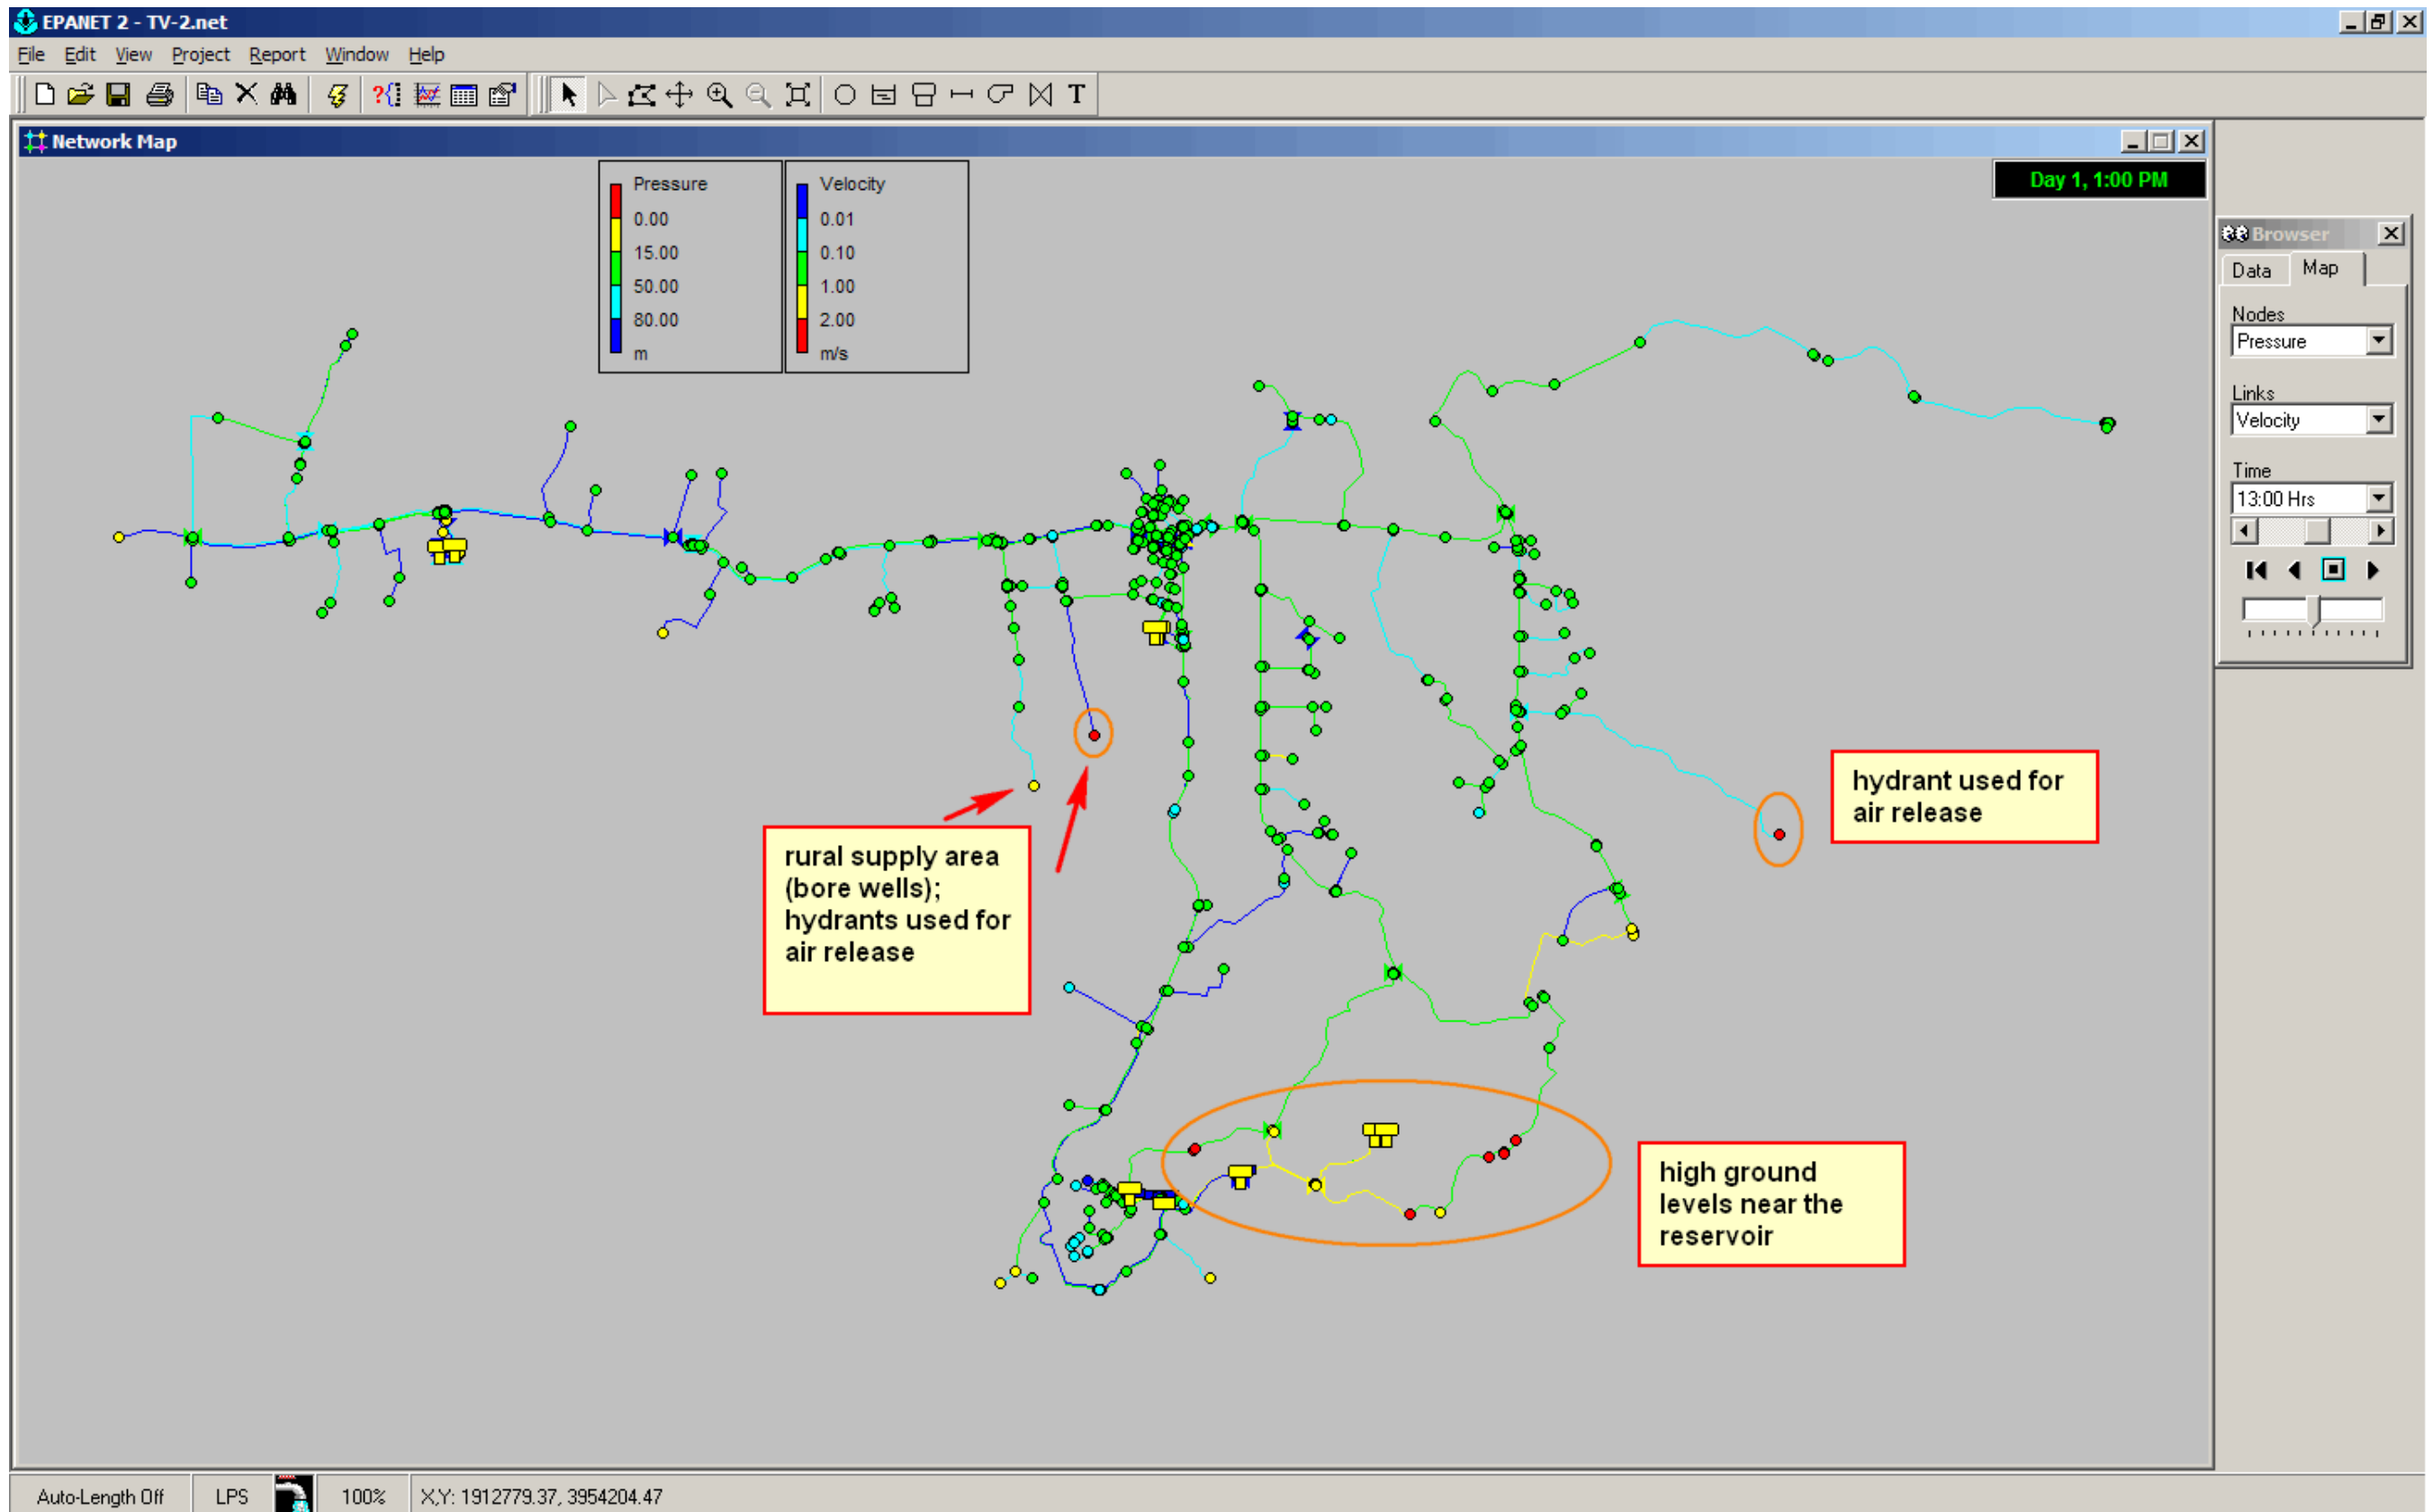 EPANET 2 - TV-2.net
File Edit View Project Report Window Help
T
Network Map
Pressure
0.00
15.00
50.00
80.00
m
Velocity
0.01
0.10
1.00
2.00
m/s
Day 1, 1:00 PM
Browser
Data Map
Nodes
Pressure
Links
Velocity
Time
13:00 Hrs
hydrant used for
air release
rural supply area
(bore wells);
hydrants used for
air release
high ground
levels near the
reservoir
Auto-Length Off LPS 100% X,Y: 1912779.37, 3954204.47